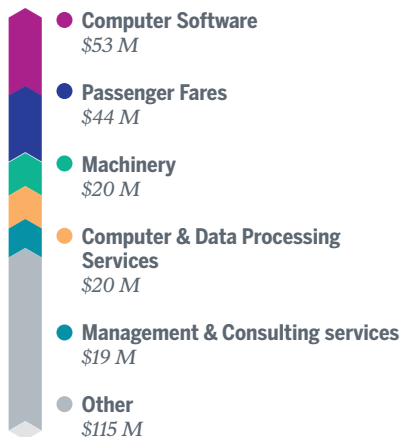 Computer Software
$53 M
Passenger Fares
$44 M
Machinery
$20 M
Computer & Data Processing
Services
$20 M
Management & Consulting services
$19 M
Other
$115 M